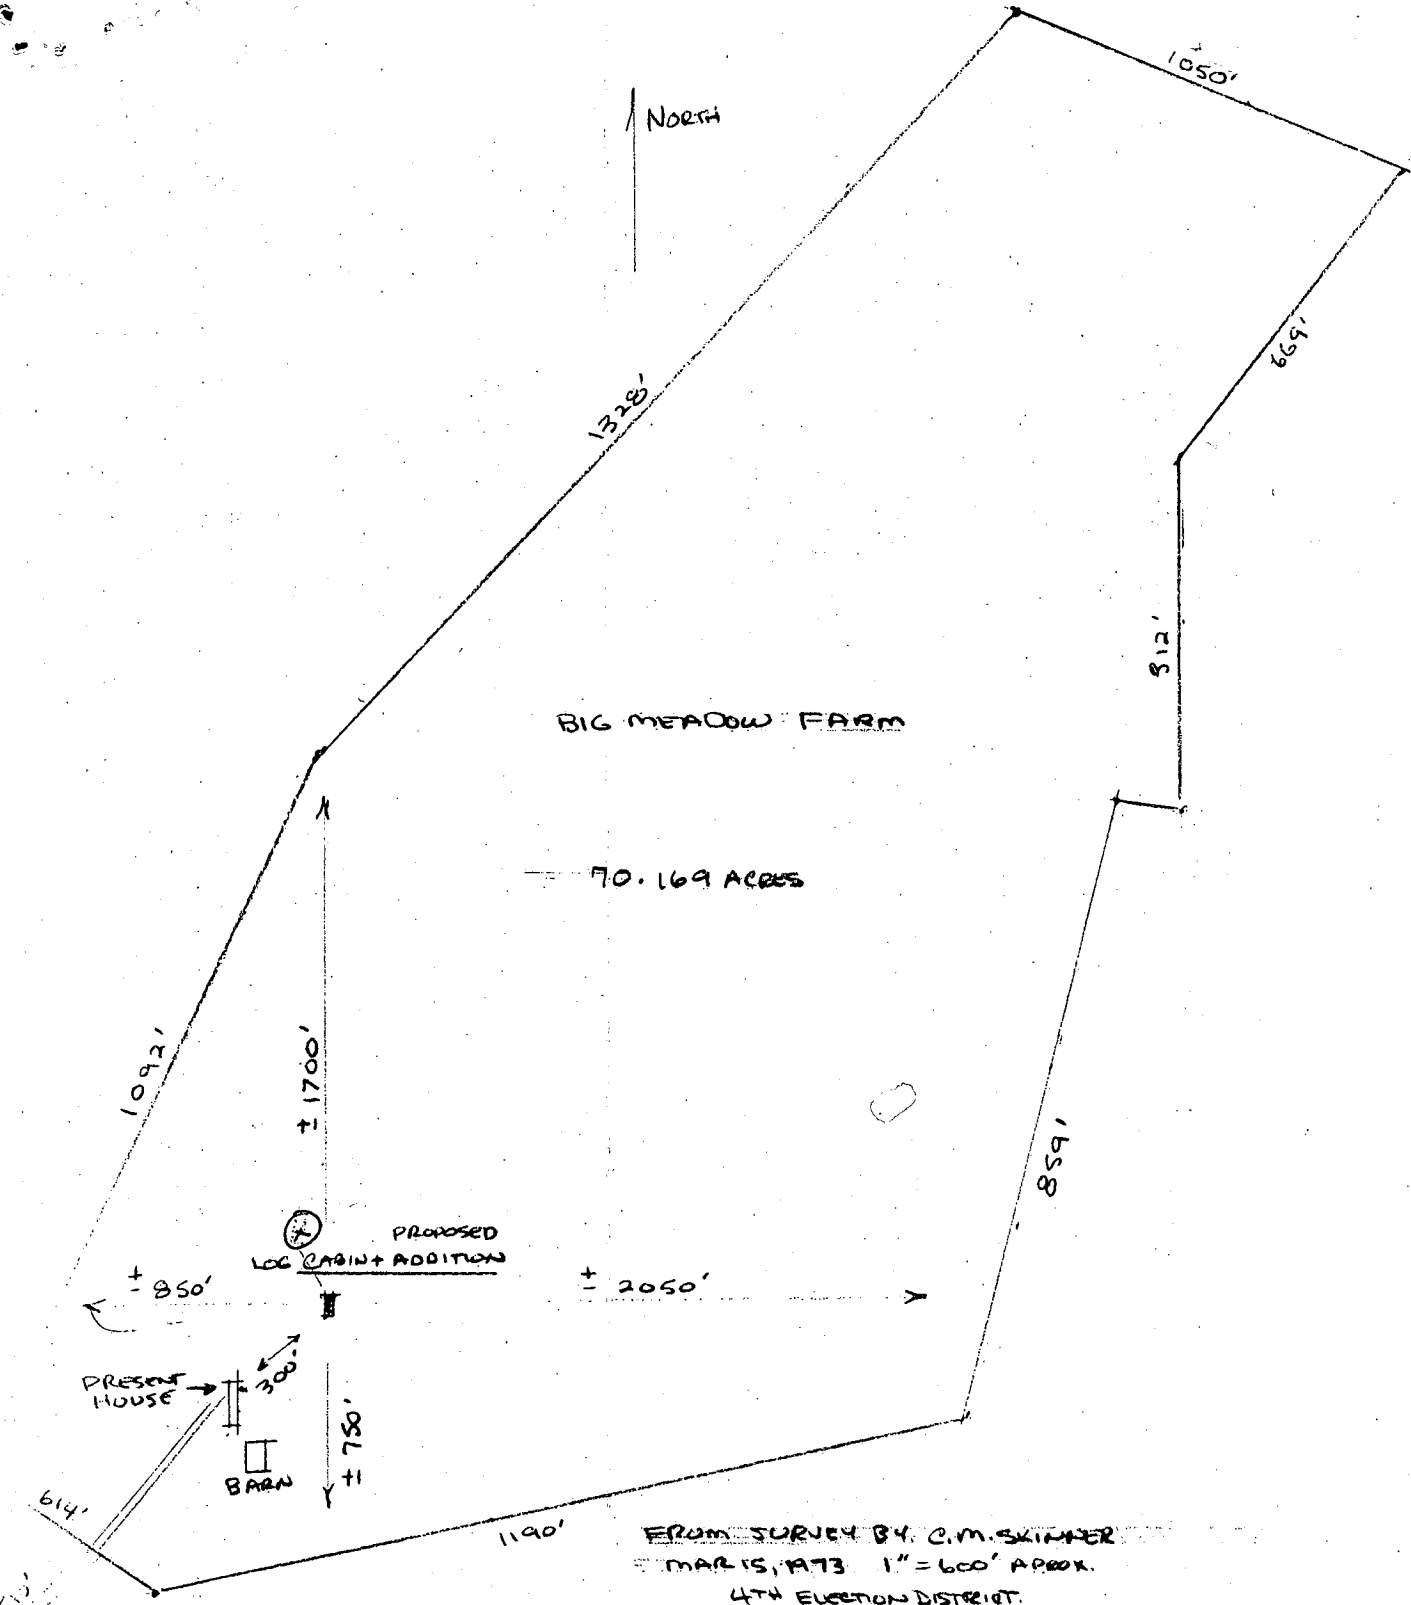 ± 1050'
NORTH
669'
1328'
312'
BIG MEADOW FARM
70.169 ACRES
1092'
± 1700'
859'
PROPOSED
LOG CABIN + ADDITION
± 850'
± 2050'
300'
PRESENT
HOUSE
± 750'
BARN
614'
1190'
FROM SURVEY BY C.M. SKINNER
MAR 15, 1973 1" = 600' APROX.
4TH ELECTION DISTRICT.